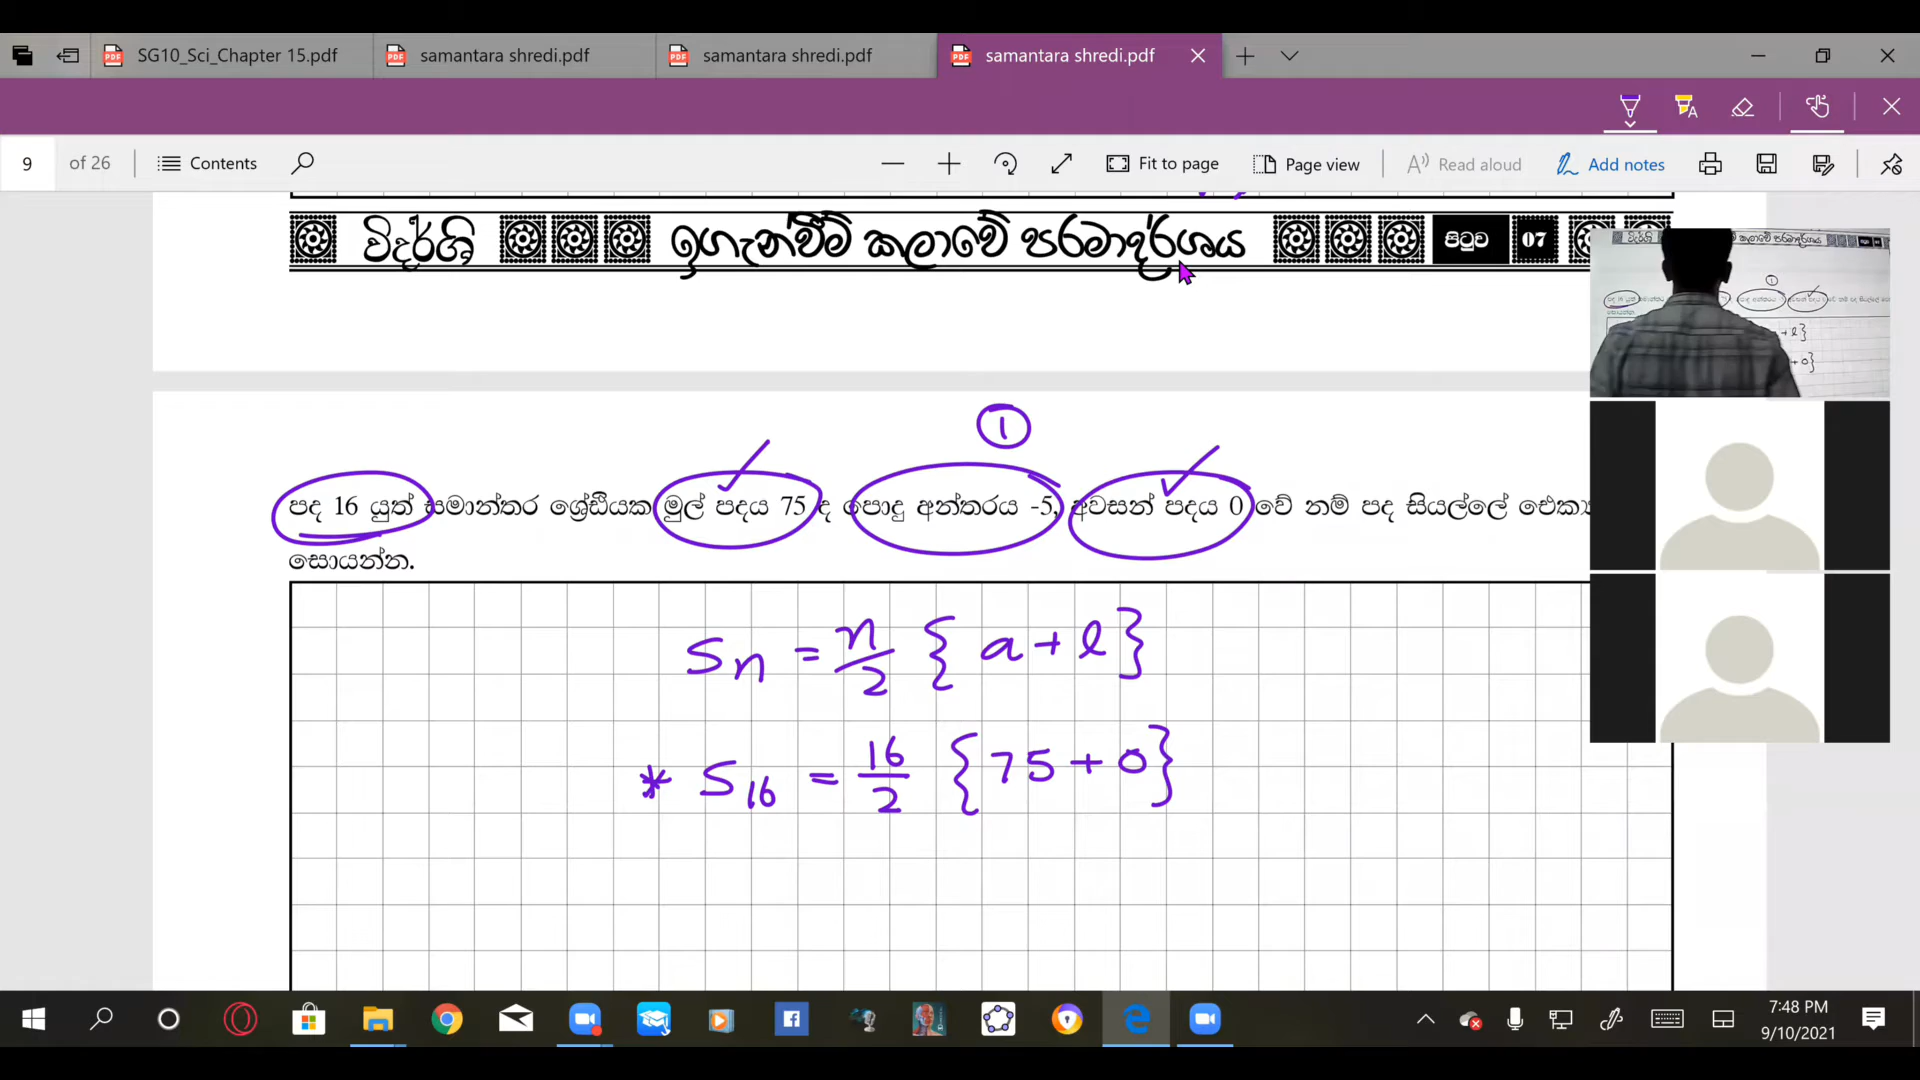 SG10_Sci_Chapter 15.pdf
samantara shredi.pdf
samantara shredi.pdf
samantara shredi.pdf
9 of 26
Contents
Fit to page
Page view
Read aloud
Add notes
විදර්ශී ඉගැන්වීම් කලාවේ පරමාදර්ශය පිටුව 07
1
පද 16 යුත් සමාන්තර ශ්‍රේඪියක මුල් පදය 75 ද පොදු අන්තරය -5, අවසන් පදය 0 වේ නම් පද සියල්ලේ
සොයන්න.
Sn = n/2 { a + l }
* S16 = 16/2 { 75 + 0 }
7:48 PM
9/10/2021